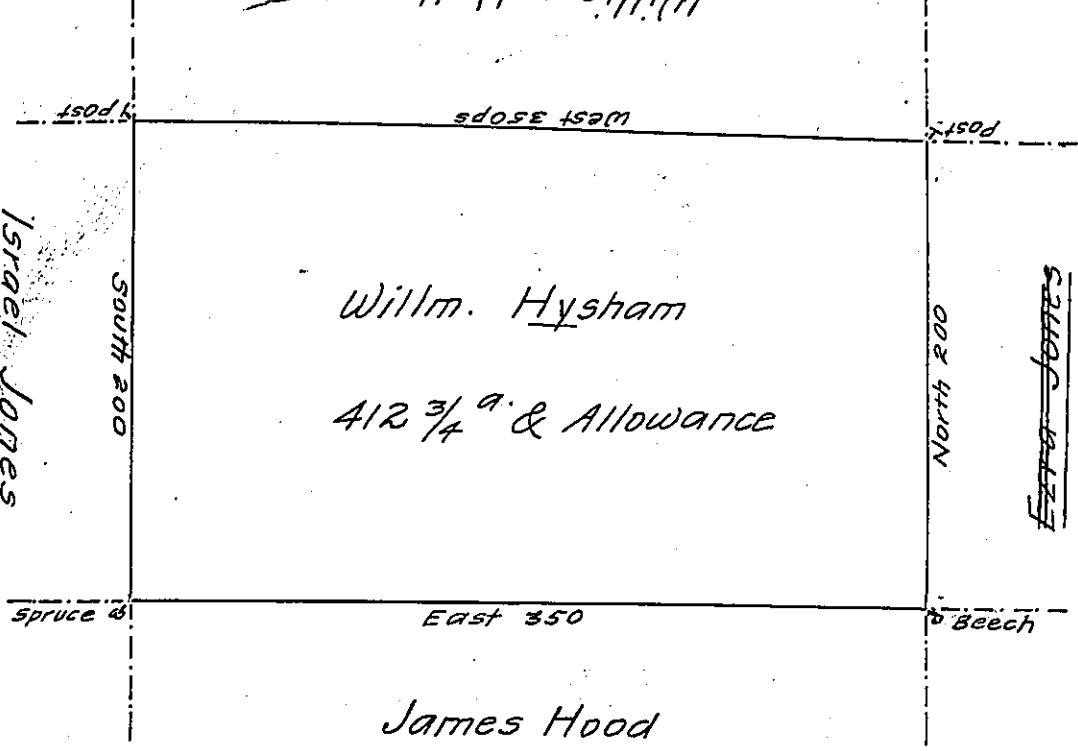 Post
West 350ps
Post
Israel Jones
South 200
Willm. Hysham
412 3/4 a. & Allowance
North 200
Ezra Jones
Spruce
East 350
Beech
James Hood